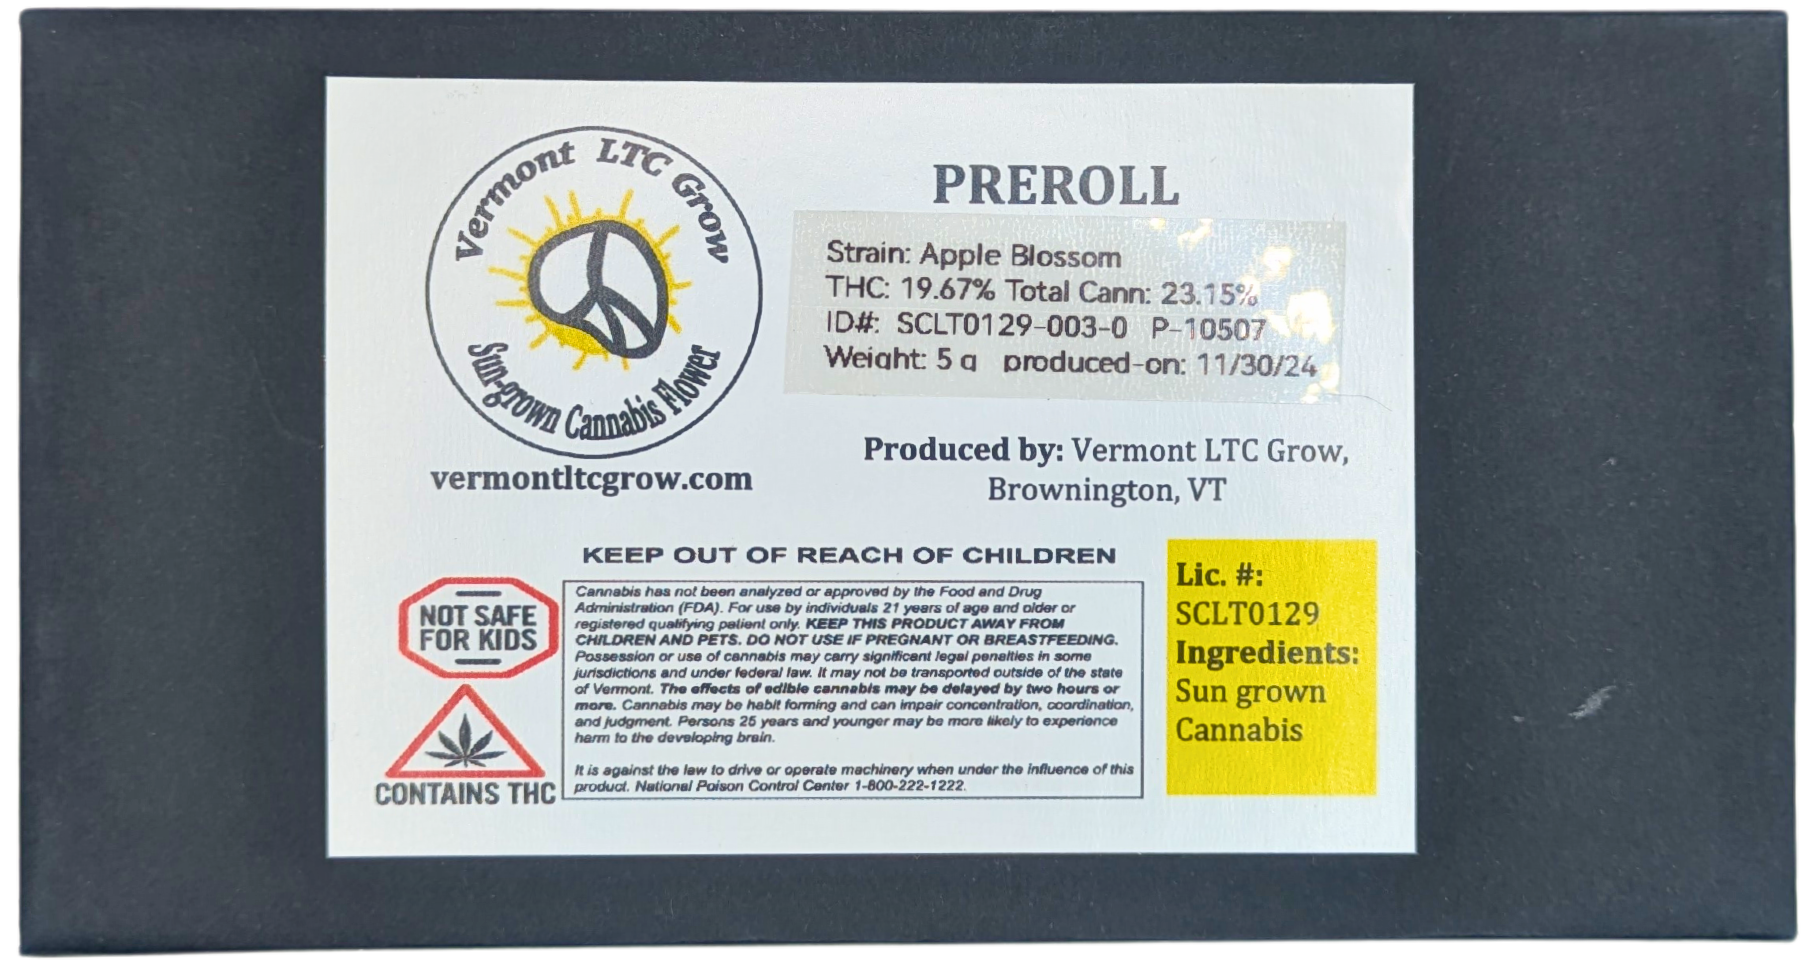 Vermont LTC Grow
Sun-grown Cannabis Flower
vermontltcgrow.com
PREROLL
Strain: Apple Blossom
THC: 19.67% Total Cann: 23.15%
ID#: SCLT0129-003-0 P-10507
Weight: 5 g produced-on: 11/30/24
Produced by: Vermont LTC Grow,
Brownington, VT
KEEP OUT OF REACH OF CHILDREN
NOT SAFE
FOR KIDS
CONTAINS THC
Cannabis has not been analyzed or approved by the Food and Drug
Administration (FDA). For use by individuals 21 years of age and older or
registered qualifying patient only. KEEP THIS PRODUCT AWAY FROM
CHILDREN AND PETS. DO NOT USE IF PREGNANT OR BREASTFEEDING.
Possession or use of cannabis may carry significant legal penalties in some
jurisdictions and under federal law. It may not be transported outside of the state
of Vermont. The effects of edible cannabis may be delayed by two hours or
more. Cannabis may be habit forming and can impair concentration, coordination,
and judgment. Persons 25 years and younger may be more likely to experience
harm to the developing brain.
It is against the law to drive or operate machinery when under the influence of this
product. National Poison Control Center 1-800-222-1222.
Lic. #:
SCLT0129
Ingredients:
Sun grown
Cannabis